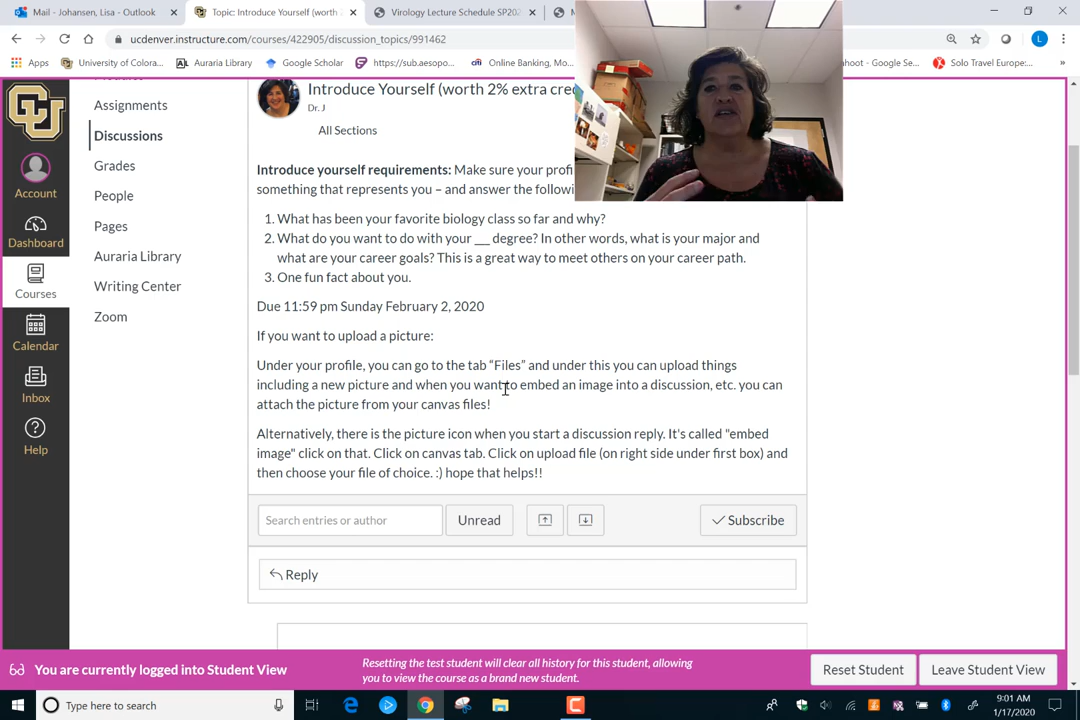 Mail - Johansen, Lisa - Outlook
Topic: Introduce Yourself (worth 2
Virology Lecture Schedule SP202
ucdenver.instructure.com/courses/422905/discussion_topics/991462
Apps
University of Colora...
Auraria Library
Google Scholar
https://sub.aesopo...
Online Banking, Mo...
ahoot - Google Se...
Solo Travel Europe:...
CU
Account
Dashboard
Courses
Calendar
Inbox
Help
Assignments
Discussions
Grades
People
Pages
Auraria Library
Writing Center
Zoom
Introduce Yourself (worth 2% extra cre
Dr. J
All Sections
Introduce yourself requirements: Make sure your profi
something that represents you – and answer the followi
1. What has been your favorite biology class so far and why?
2. What do you want to do with your ___ degree? In other words, what is your major and
what are your career goals? This is a great way to meet others on your career path.
3. One fun fact about you.
Due 11:59 pm Sunday February 2, 2020
If you want to upload a picture:
Under your profile, you can go to the tab “Files” and under this you can upload things
including a new picture and when you want to embed an image into a discussion, etc. you can
attach the picture from your canvas files!
Alternatively, there is the picture icon when you start a discussion reply. It's called "embed
image" click on that. Click on canvas tab. Click on upload file (on right side under first box) and
then choose your file of choice. :) hope that helps!!
Search entries or author
Unread
Subscribe
Reply
You are currently logged into Student View
Resetting the test student will clear all history for this student, allowing
you to view the course as a brand new student.
Reset Student
Leave Student View
Type here to search
9:01 AM
1/17/2020